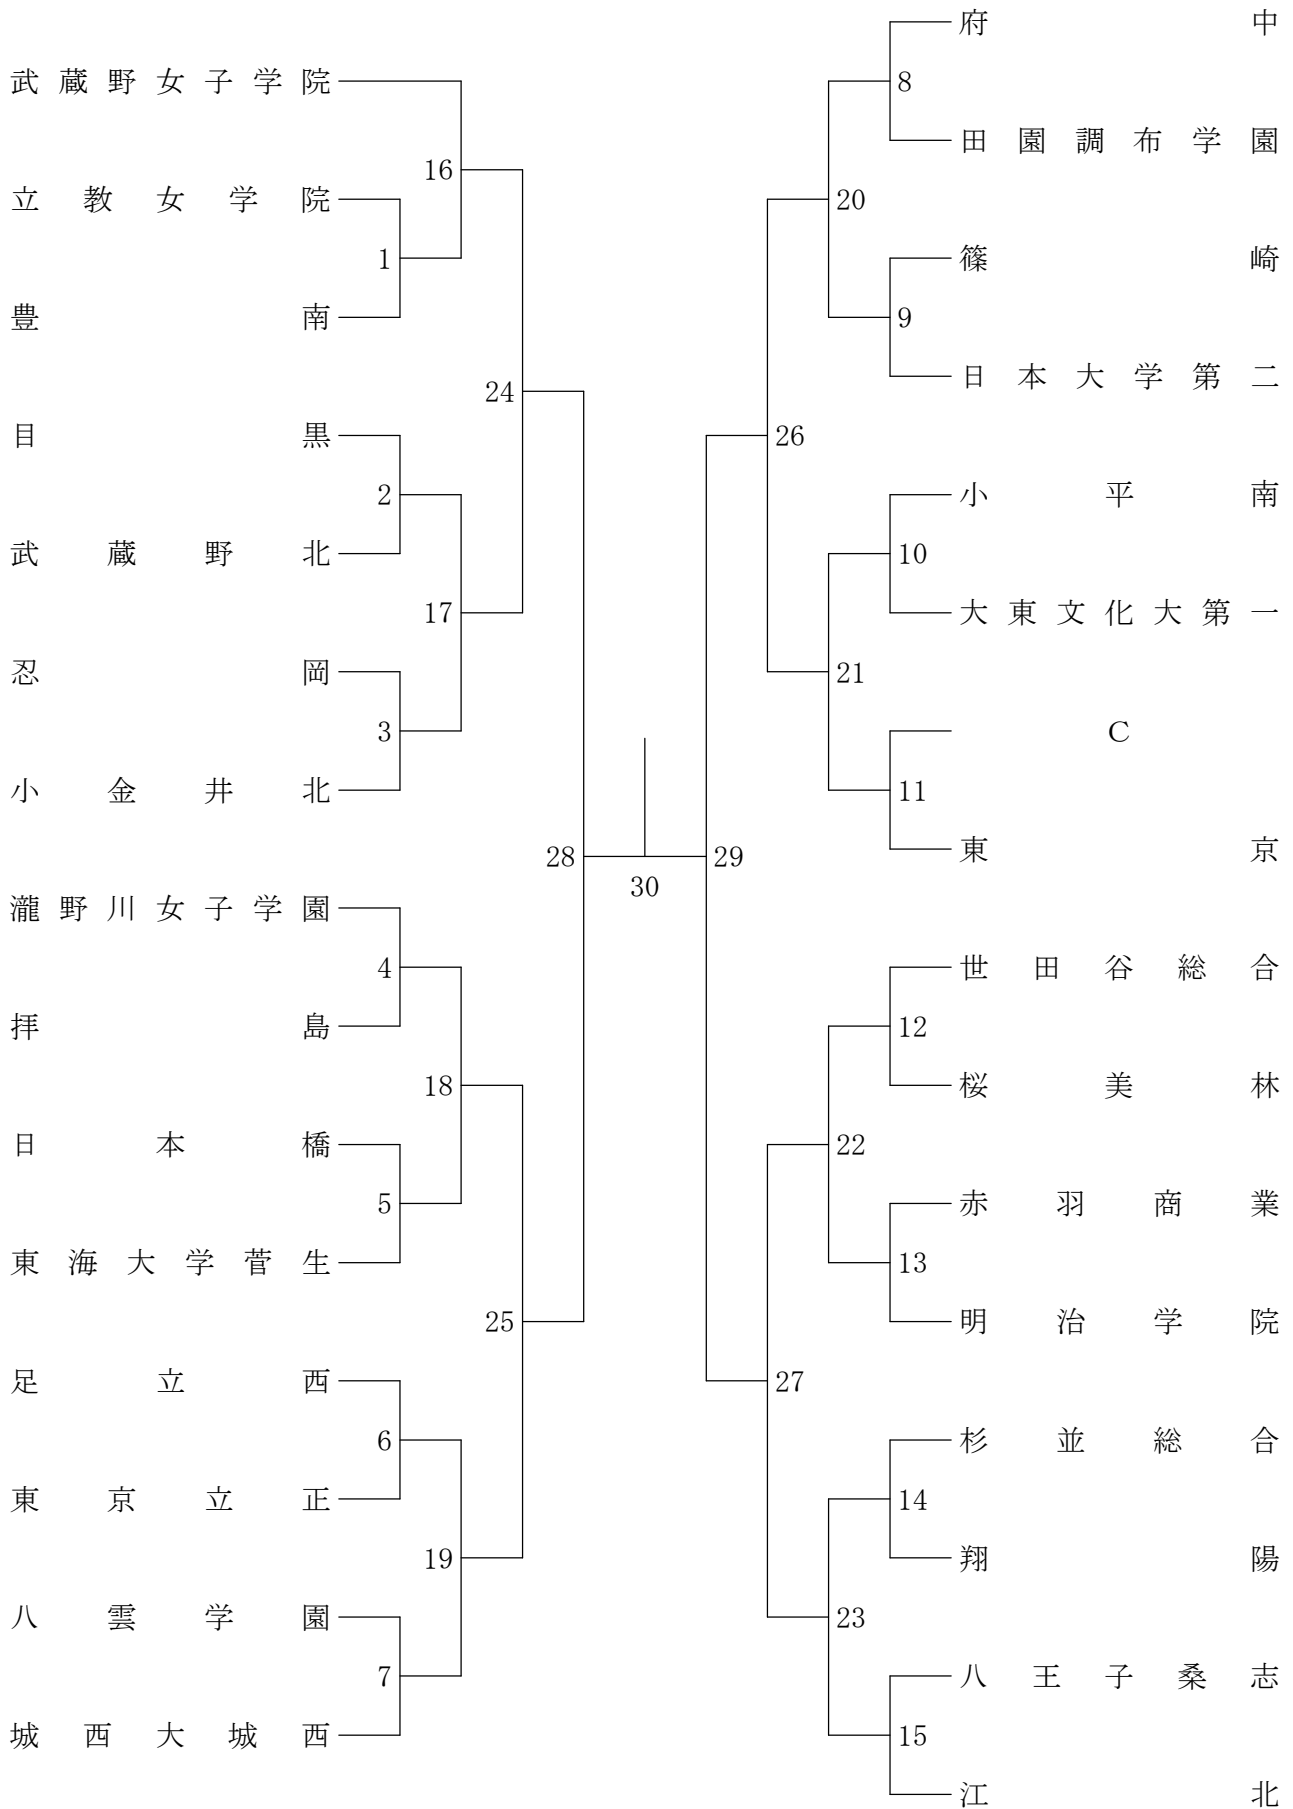 武蔵野女子学院
16
立教女学院
1
豊南
24
目黒
2
武蔵野北
17
忍岡
3
小金井北
28
瀧野川女子学園
4
拝島
18
日本橋
5
東海大学菅生
25
足立西
6
東京立正
19
八雲学園
7
城西大城西
30
府中
8
田園調布学園
20
篠崎
9
日本大学第二
26
小平南
10
大東文化大第一
21
C
11
東京
29
世田谷総合
12
桜美林
22
赤羽商業
13
明治学院
27
杉並総合
14
翔陽
23
八王子桑志
15
江北